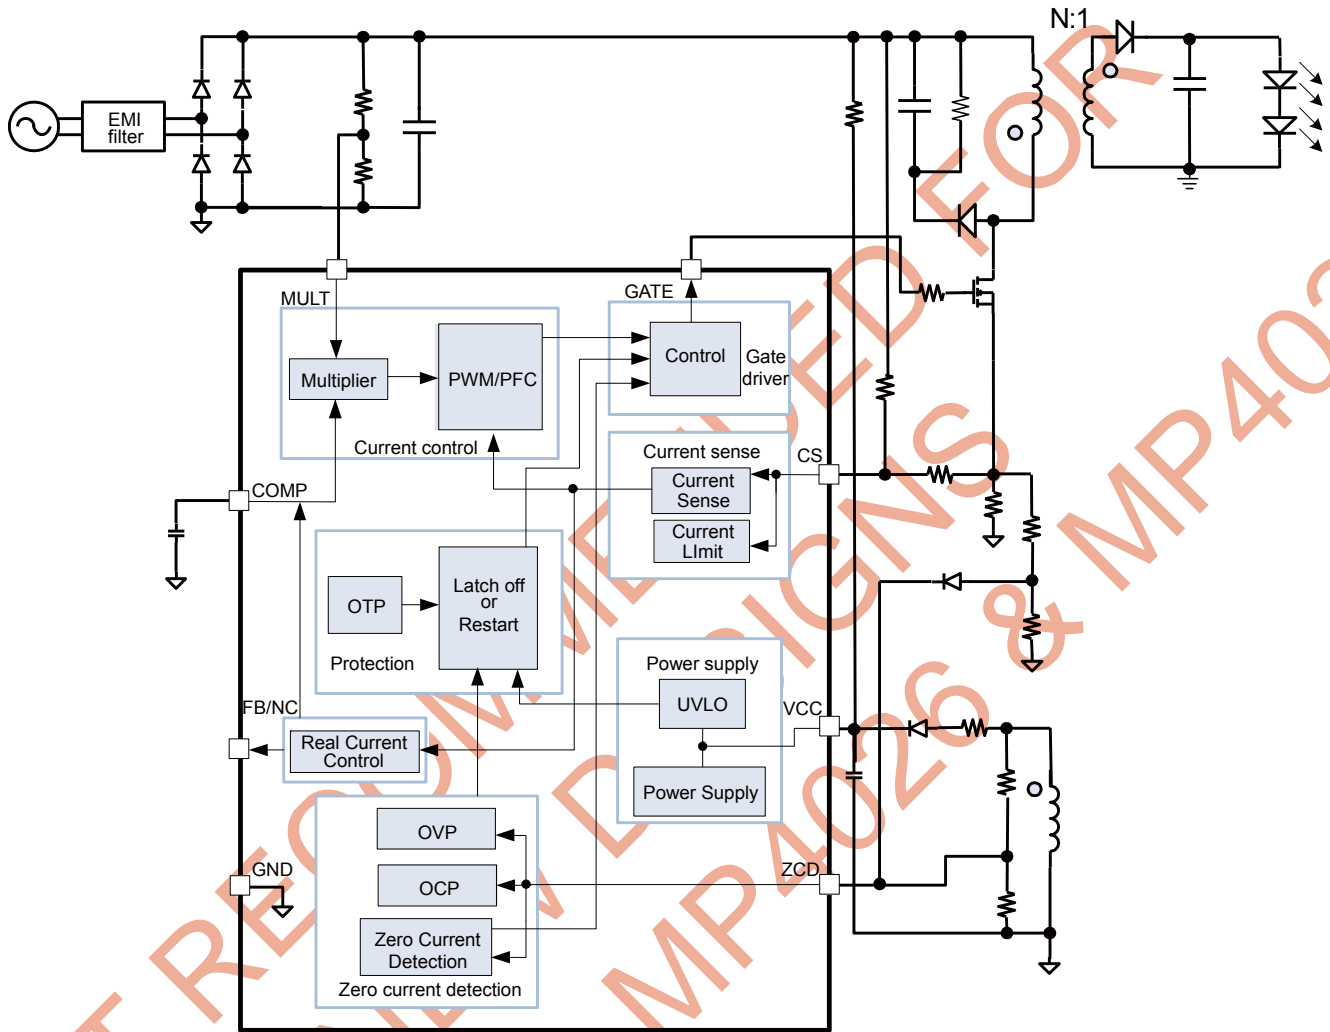 N:1
EMI
filter
MULT
GATE
Multiplier
PWM/PFC
Control
Gate
driver
Current control
Current sense
CS
Current
Sense
Current
LImit
COMP
OTP
Latch off
or
Restart
Protection
Power supply
UVLO
VCC
Power Supply
FB/NC
Real Current
Control
OVP
OCP
Zero Current
Detection
Zero current detection
GND
ZCD
T RECOMMENDED FOR
NEW DESIGNS
MP4026 & MP402